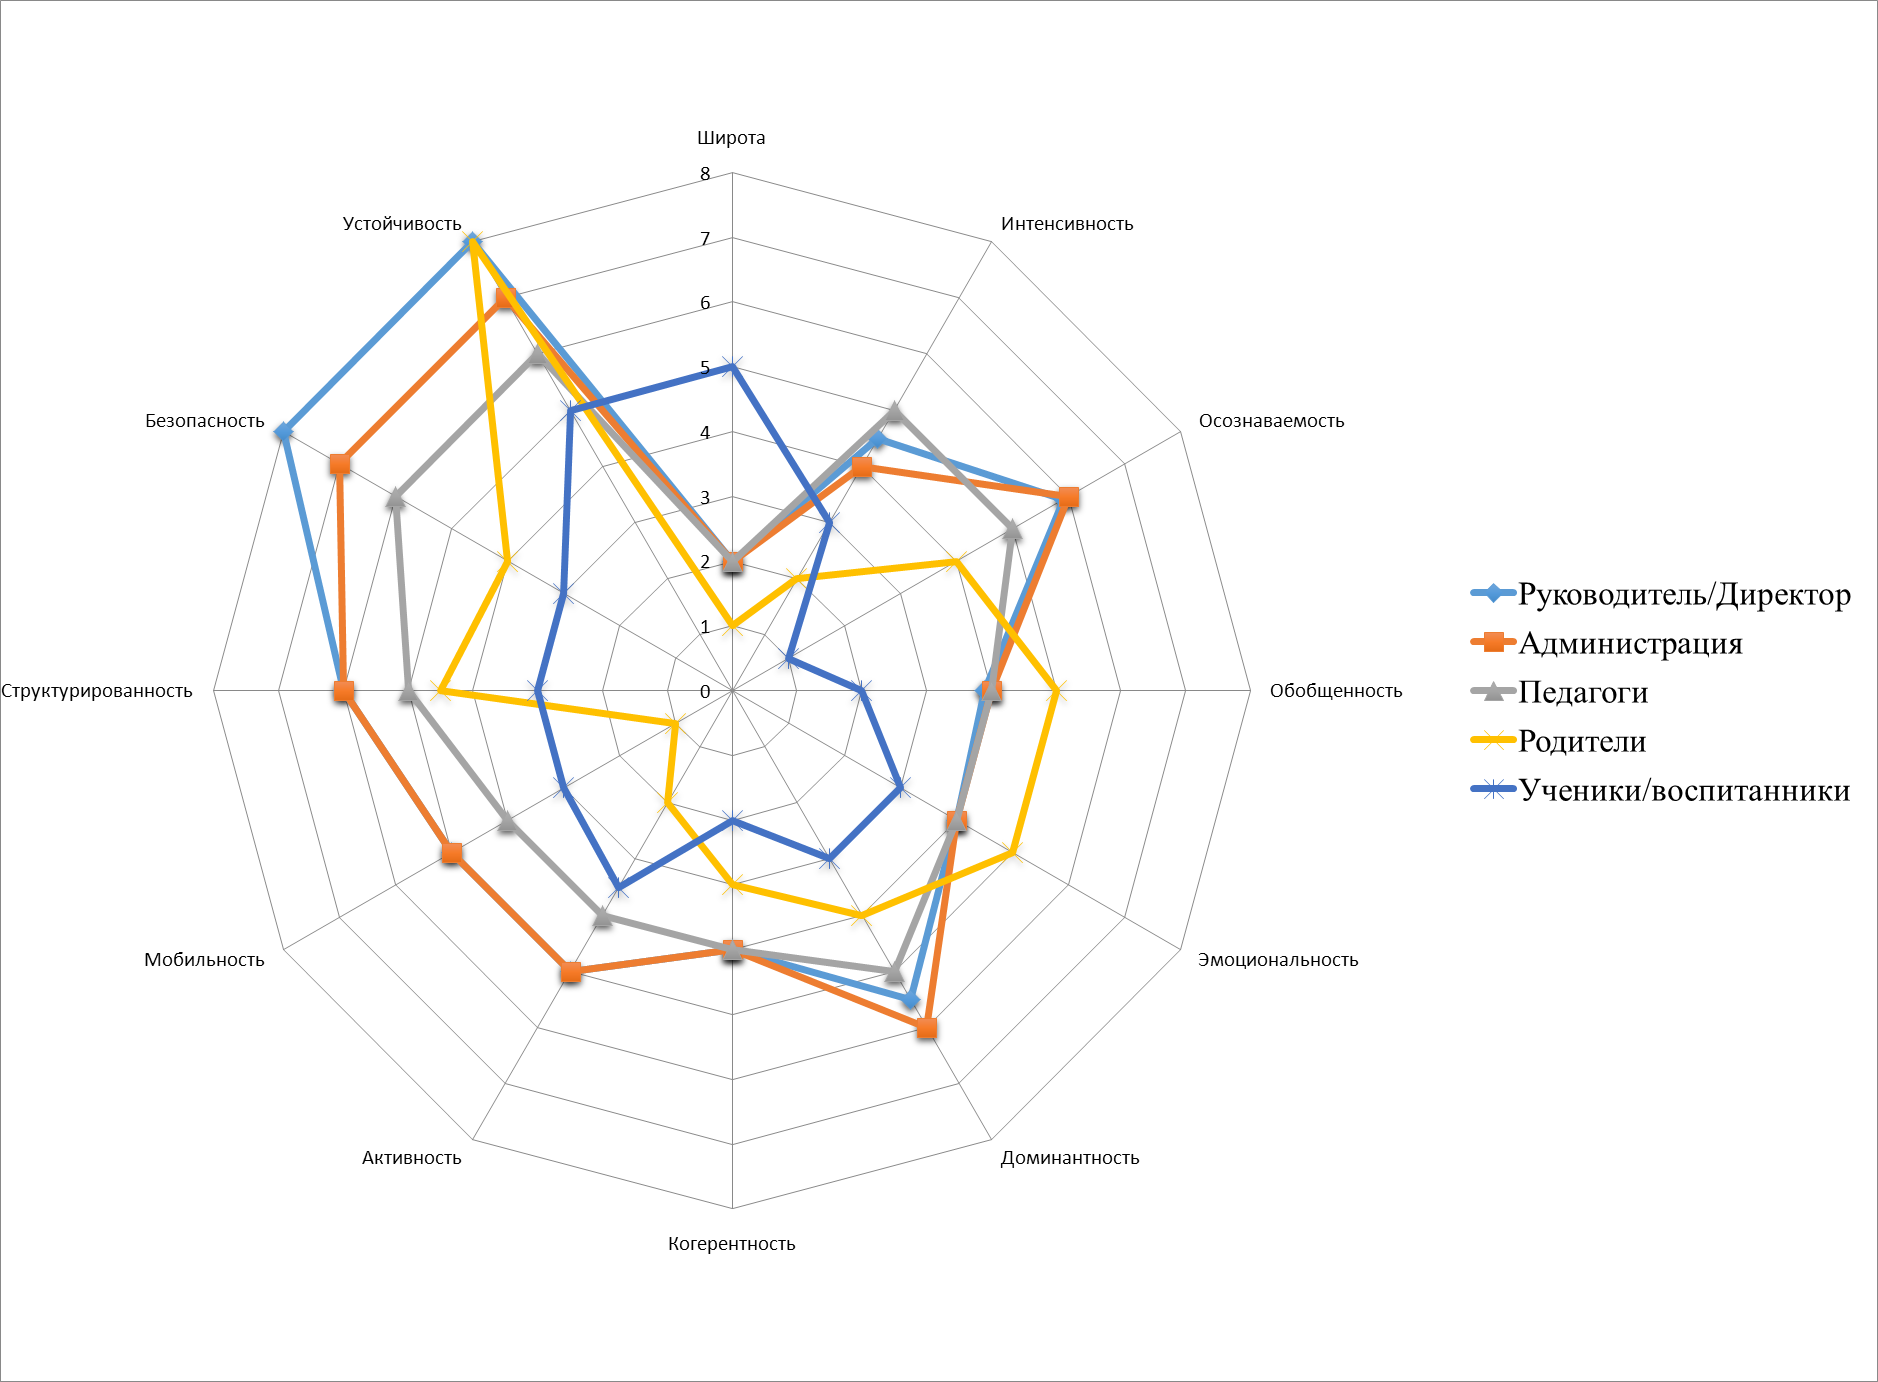 Широта
8
Устойчивость
Интенсивность
7
6
5
Безопасность
Осознаваемость
4
3
2
1
Структурированность
0
Обобщенность
Мобильность
Эмоциональность
Активность
Доминантность
Когерентность
Руководитель/Директор
Администрация
Педагоги
Родители
Ученики/воспитанники